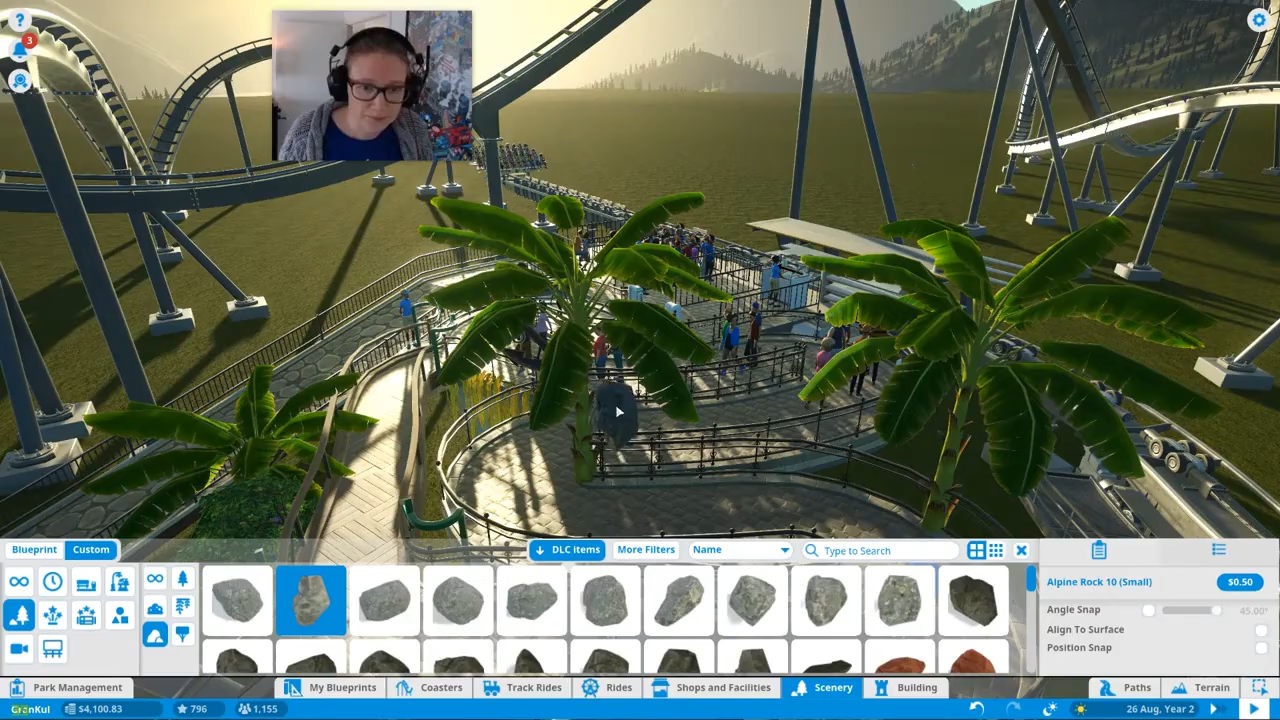 ?
3
Blueprint Custom
DLC Items More Filters Name Type to Search
Alpine Rock 10 (Small) $0.50
Angle Snap 45.00°
Align To Surface
Position Snap
Park Management My Blueprints Coasters Track Rides Rides Shops and Facilities Scenery Building Paths Terrain
$4,100.83 796 1,155 26 Aug, Year 2